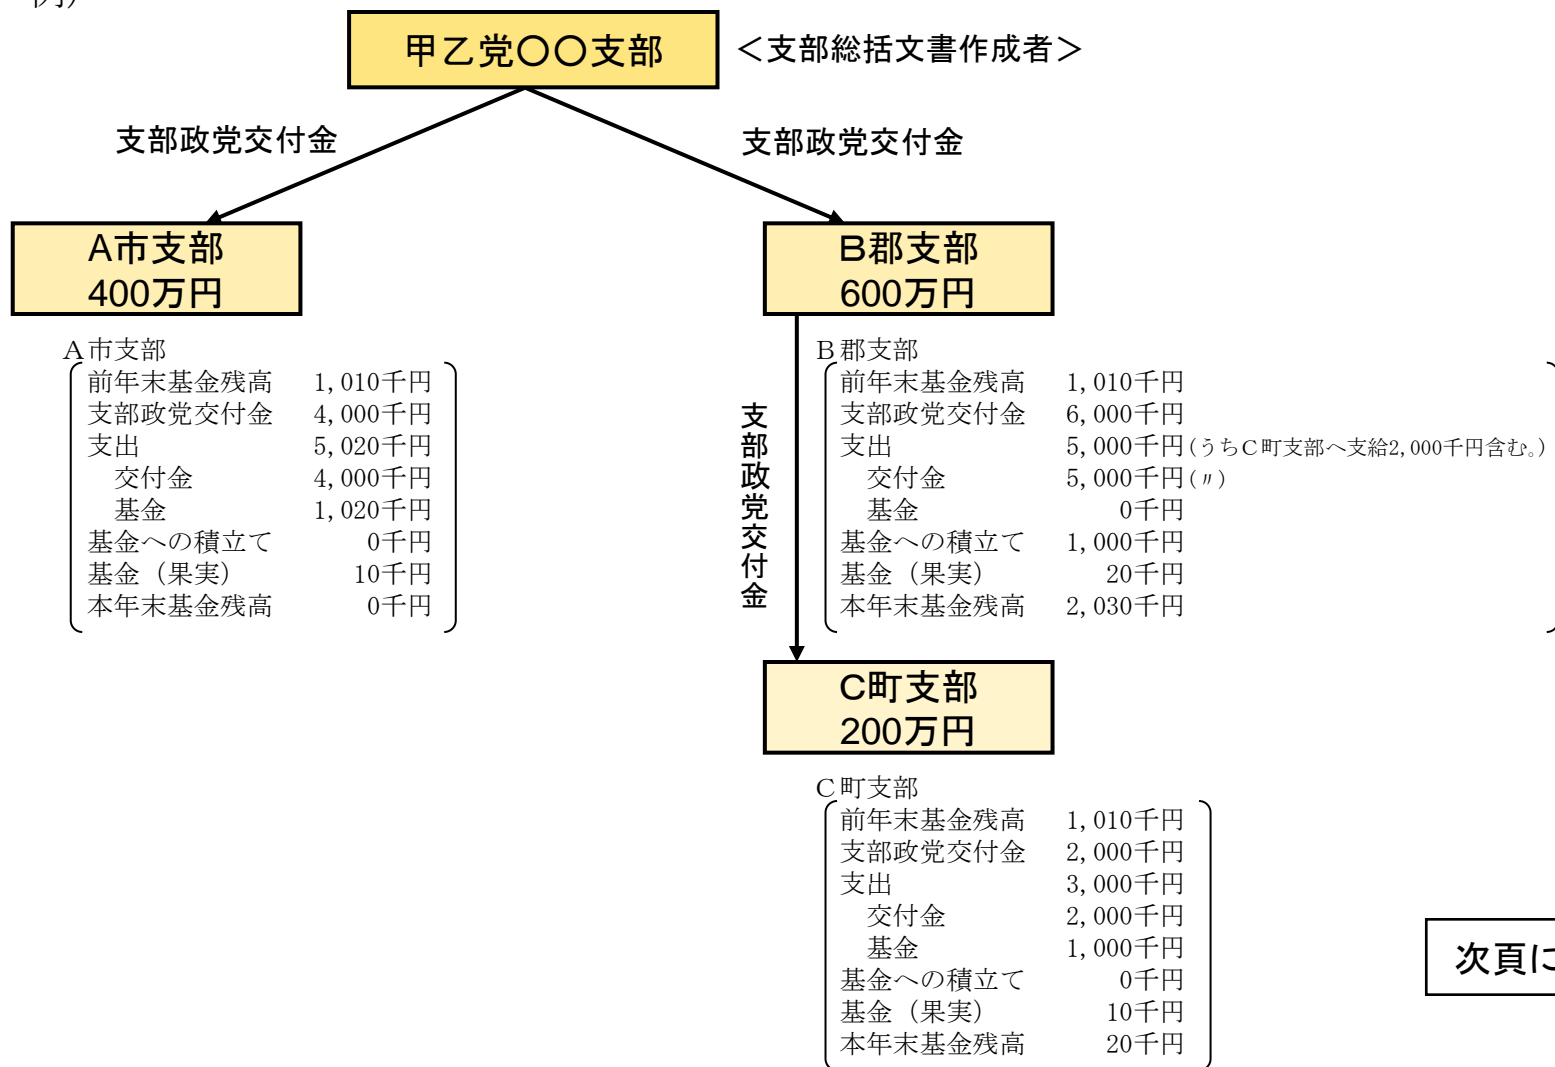 例）
甲乙党〇〇支部
＜支部総括文書作成者＞
支部政党交付金
支部政党交付金
A市支部
400万円
B郡支部
600万円
A市支部
前年末基金残高 1,010千円
支部政党交付金 4,000千円
支出 5,020千円
交付金 4,000千円
基金 1,020千円
基金への積立て 0千円
基金（果実） 10千円
本年末基金残高 0千円
支部政党交付金
B郡支部
前年末基金残高 1,010千円
支部政党交付金 6,000千円
支出 5,000千円(うちC町支部へ支給2,000千円含む。)
交付金 5,000千円(〃)
基金 0千円
基金への積立て 1,000千円
基金（果実） 20千円
本年末基金残高 2,030千円
C町支部
200万円
C町支部
前年末基金残高 1,010千円
支部政党交付金 2,000千円
支出 3,000千円
交付金 2,000千円
基金 1,000千円
基金への積立て 0千円
基金（果実） 10千円
本年末基金残高 20千円
次頁に